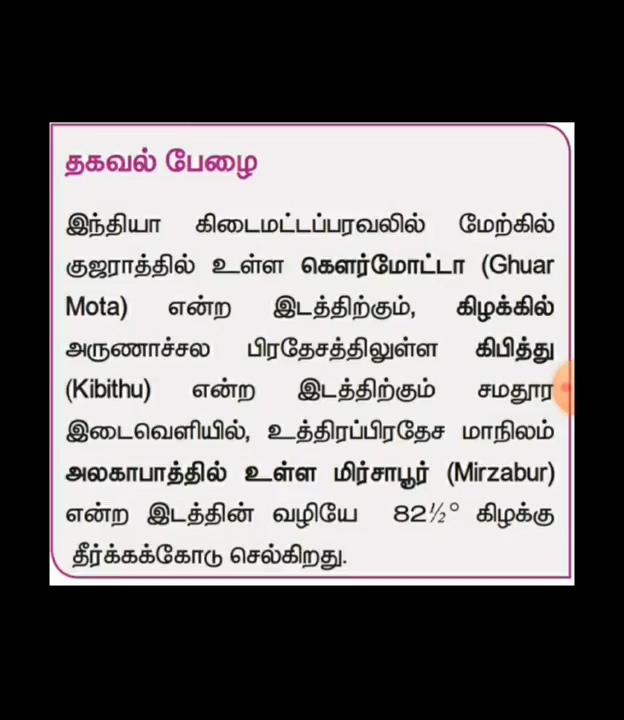 தகவல் பேழை
இந்தியா கிடைமட்டப்பரவலில் மேற்கில்
குஜராத்தில் உள்ள கௌர்மோட்டா (Ghuar
Mota) என்ற இடத்திற்கும், கிழக்கில்
அருணாச்சல பிரதேசத்திலுள்ள கிபித்து
(Kibithu) என்ற இடத்திற்கும் சமதூர
இடைவெளியில், உத்திரப்பிரதேச மாநிலம்
அலகாபாத்தில் உள்ள மிர்சாபூர் (Mirzabur)
என்ற இடத்தின் வழியே 82½° கிழக்கு
தீர்க்கக்கோடு செல்கிறது.